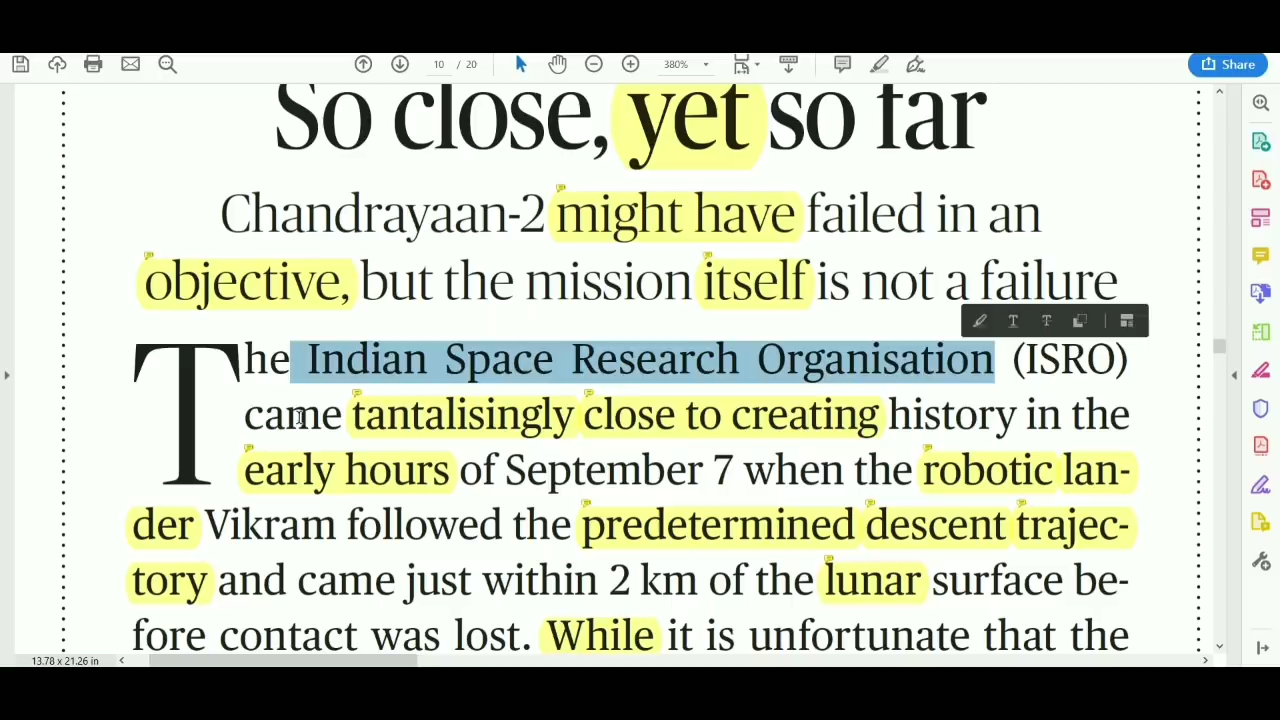 10 / 20
380%
Share
So close, yet so far
Chandrayaan-2 might have failed in an
objective, but the mission itself is not a failure
The Indian Space Research Organisation (ISRO)
came tantalisingly close to creating history in the
early hours of September 7 when the robotic lan-
der Vikram followed the predetermined descent trajec-
tory and came just within 2 km of the lunar surface be-
fore contact was lost. While it is unfortunate that the
13.78 x 21.26 in